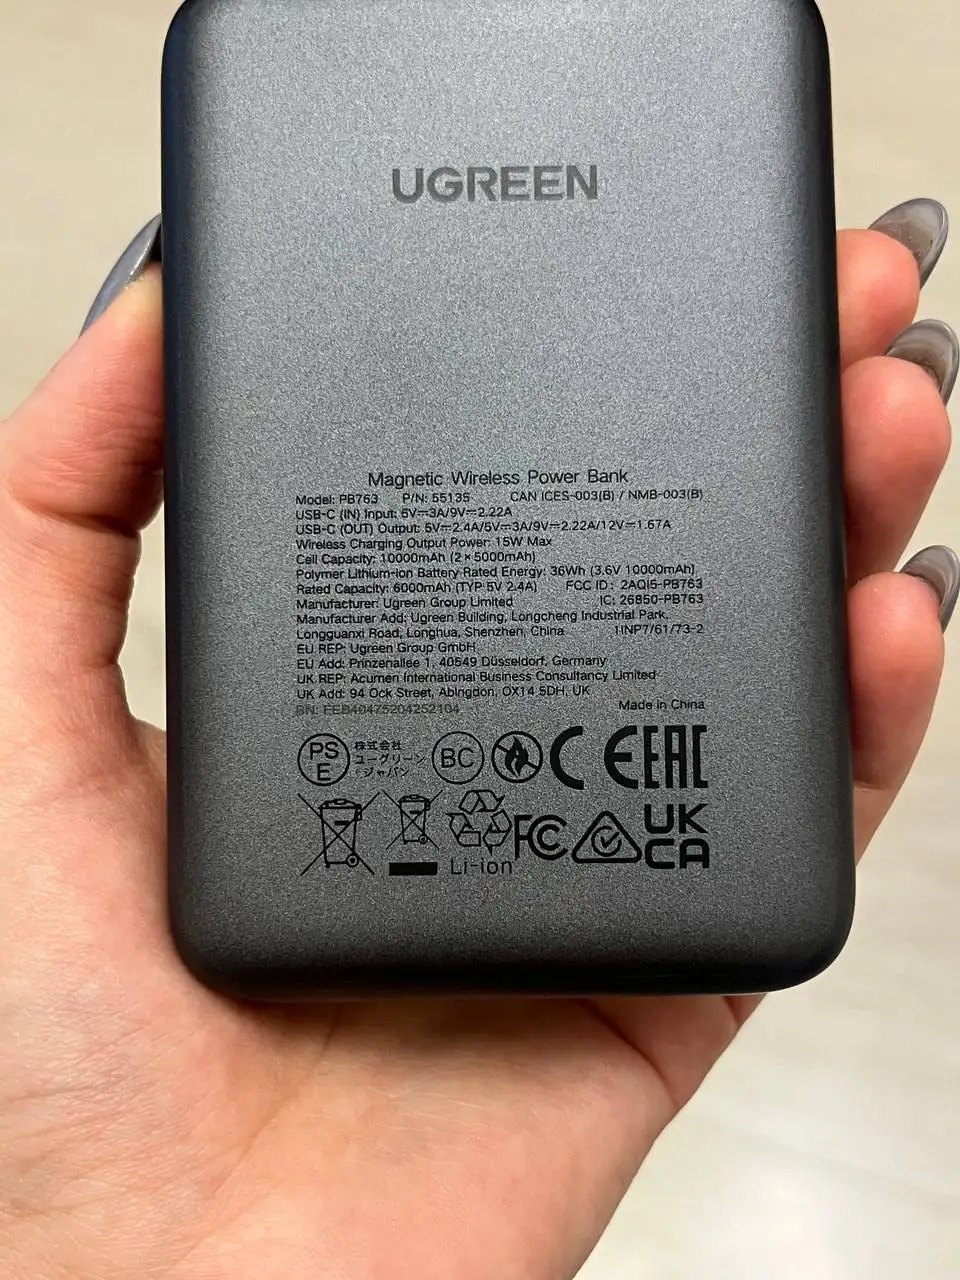 UGREEN
Magnetic Wireless Power Bank
Model: PB763 P/N: 55135 CAN ICES-003(B) / NMB-003(B)
USB-C (IN) Input: 5V⎓3A/9V⎓2.22A
USB-C (OUT) Output: 5V⎓2.4A/5V⎓3A/9V⎓2.22A/12V⎓1.67A
Wireless Charging Output Power: 15W Max
Cell Capacity: 10000mAh (2×5000mAh)
Polymer Lithium-ion Battery Rated Energy: 36Wh (3.6V 10000mAh)
Rated Capacity: 6000mAh (TYP 5V 2.4A) FCC ID: 2AQI5-PB763
Manufacturer: Ugreen Group Limited IC: 26850-PB763
Manufacturer Add: Ugreen Building, Longcheng Industrial Park,
Longguanxi Road, Longhua, Shenzhen, China 1INP7/61/73-2
EU REP: Ugreen Group GmbH
EU Add: Prinzenallee 1, 40549 Düsseldorf, Germany
UK REP: Acumen International Business Consultancy Limited
UK Add: 94 Ock Street, Abingdon, OX14 5DH, UK
SN: FEB40475204252104 Made in China
PS E
株式会社
ユーグリーン
・ジャパン
BC
CE EAC
Li-ion
FC
UK
CA